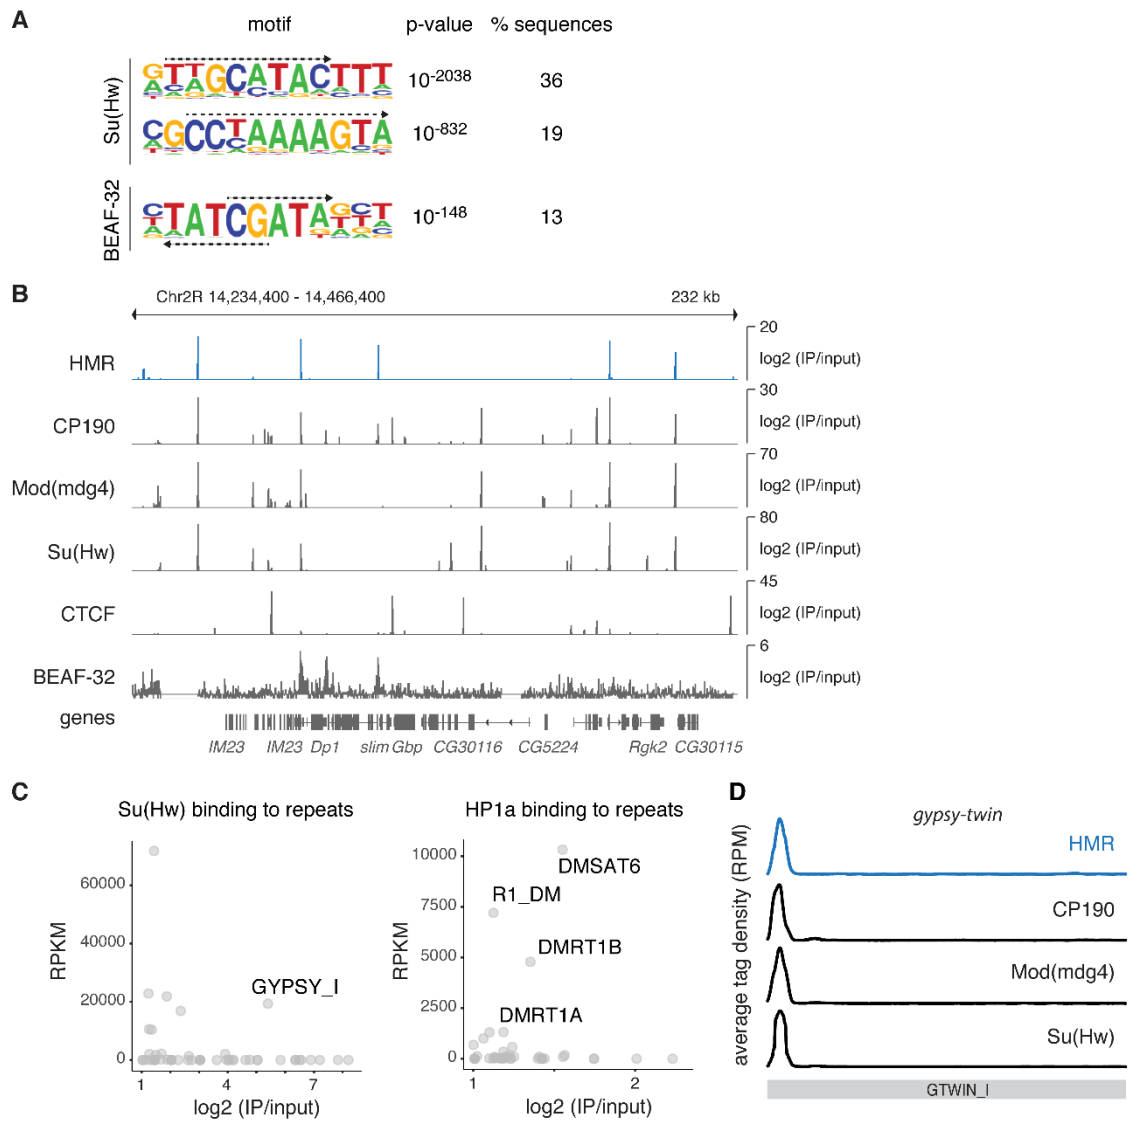 A
motif p-value % sequences
Su(Hw)
GTTGCATACTTT 10-2038 36
CGCCTAAAAGTA 10-832 19
BEAF-32
CTATCGATAGCT 10-148 13
B
Chr2R 14,234,400 - 14,466,400 232 kb
HMR 20 log2 (IP/input)
CP190 30 log2 (IP/input)
Mod(mdg4) 70 log2 (IP/input)
Su(Hw) 80 log2 (IP/input)
CTCF 45 log2 (IP/input)
BEAF-32 6 log2 (IP/input)
genes
IM23 IM23 Dp1 slim Gbp CG30116 CG5224 Rgk2 CG30115
C
Su(Hw) binding to repeats
RPKM
60000
40000
20000
0
GYPSY_I
1 4 7
log2 (IP/input)
HP1a binding to repeats
RPKM
10000
7500
5000
2500
0
DMSAT6
R1_DM
DMRT1B
DMRT1A
1 2
log2 (IP/input)
D
gypsy-twin
average tag density (RPM)
HMR
CP190
Mod(mdg4)
Su(Hw)
GTWIN_I